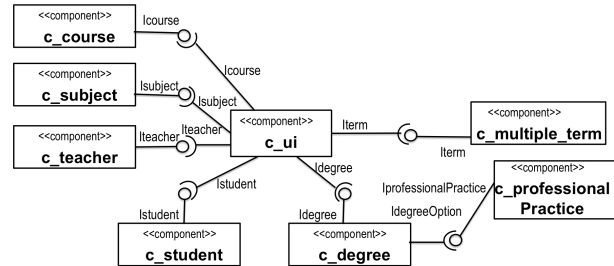 <<component>>
c_course
Icourse
Icourse
<<component>>
c_subject
Isubject
Isubject
<<component>>
c_teacher
Iteacher
Iteacher
<<component>>
c_ui
Iterm
Iterm
<<component>>
c_multiple_term
Istudent
Istudent
<<component>>
c_student
Idegree
Idegree
<<component>>
c_degree
IprofessionalPractice
IdegreeOption
<<component>>
c_professional
Practice